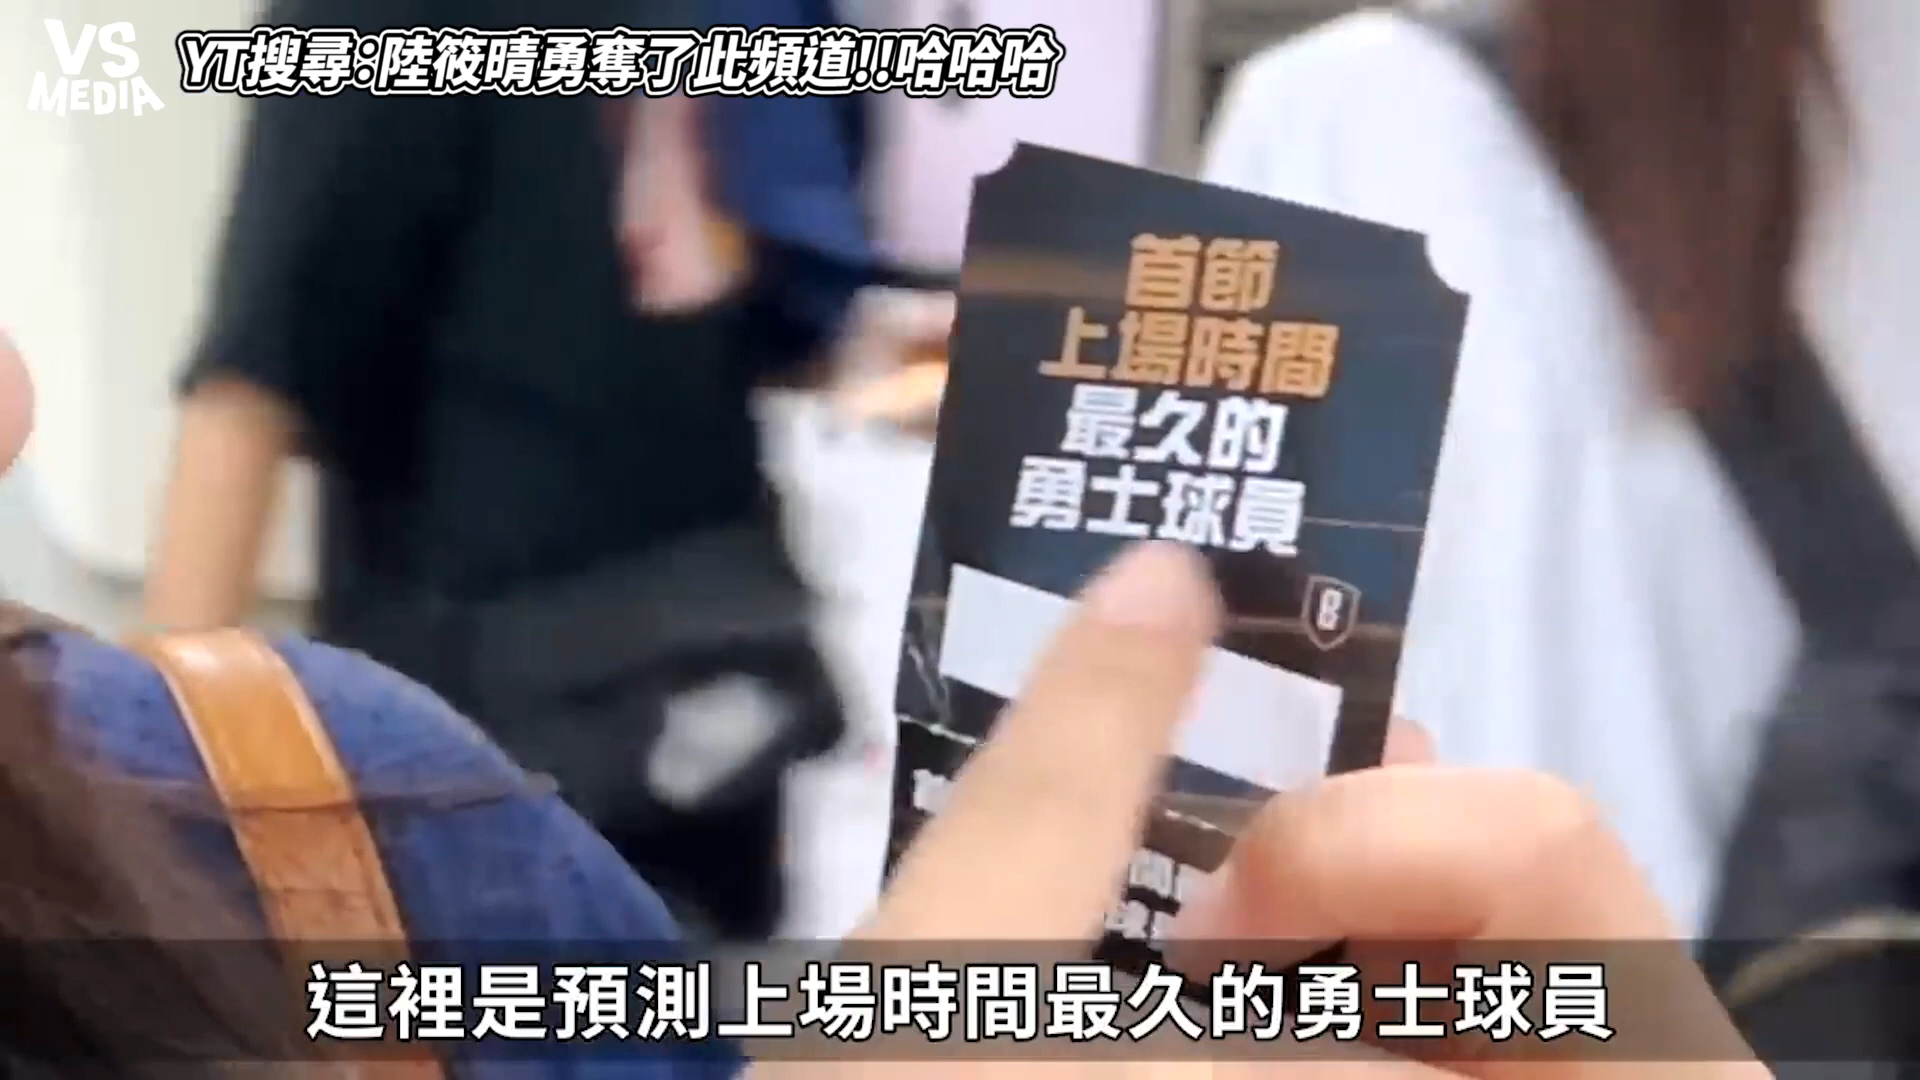 VS
MEDIA
YT搜尋:陸筱晴勇奪了此頻道!!哈哈哈
首節
上場時間
最久的
勇士球員
這裡是預測上場時間最久的勇士球員